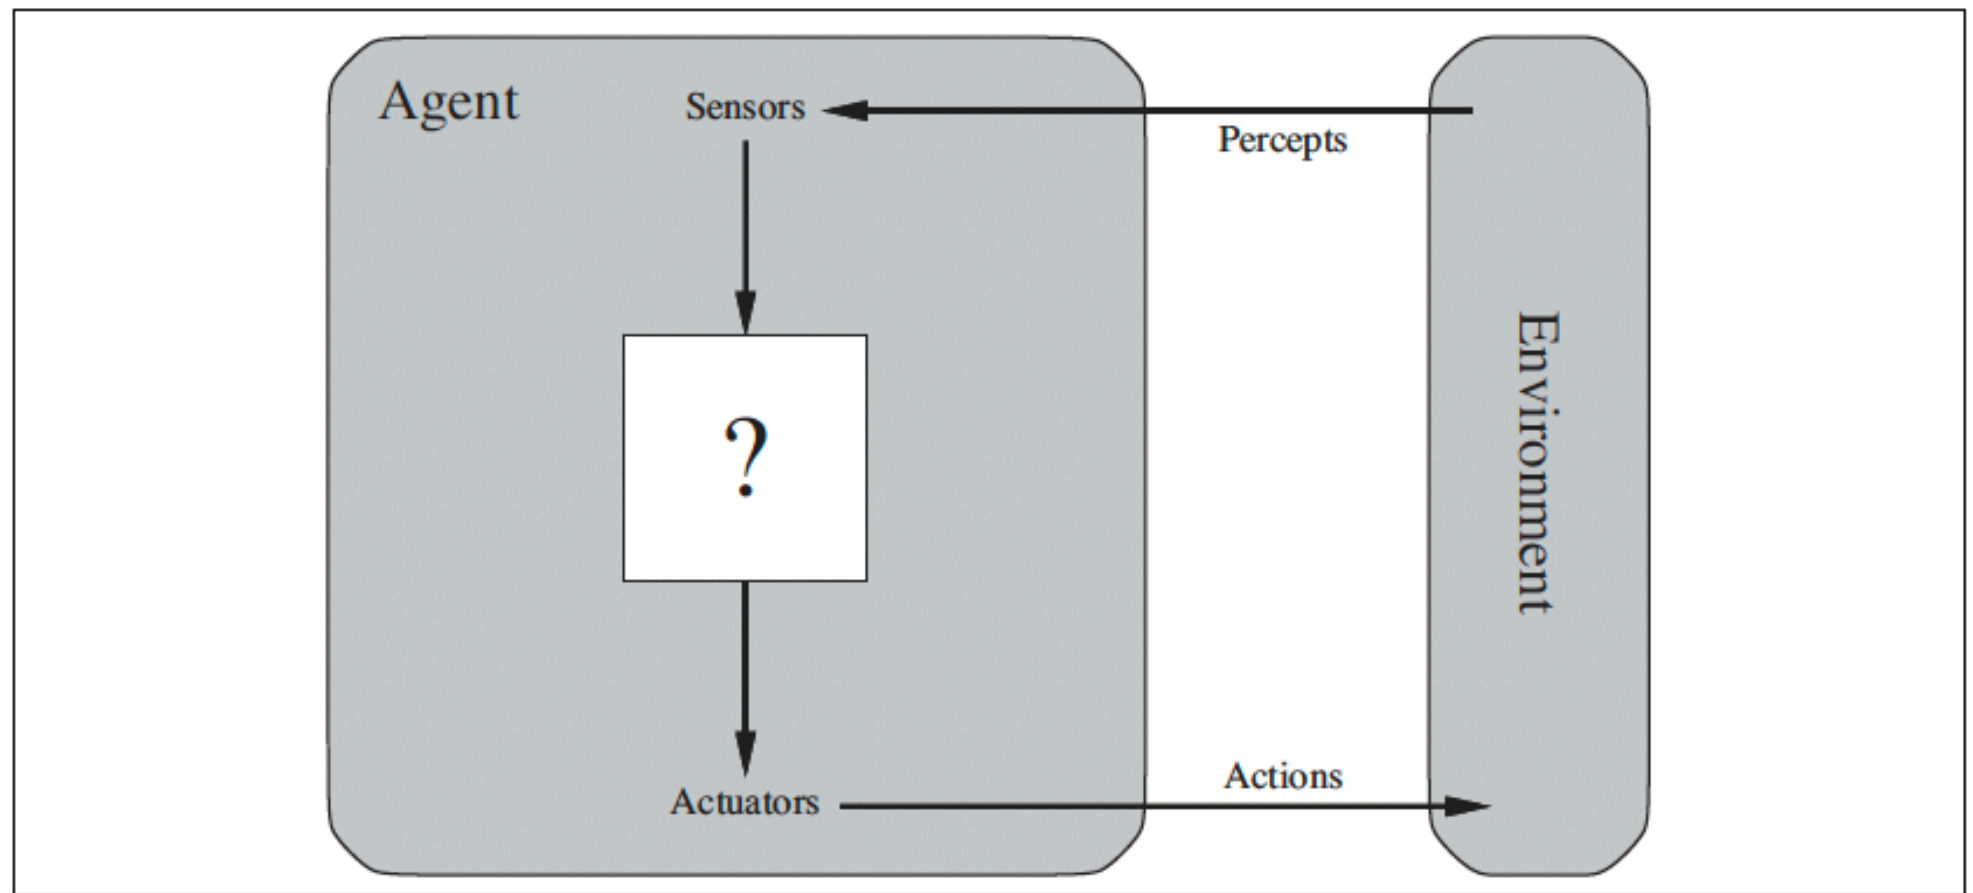 Agent
Sensors
Percepts
?
Environment
Actions
Actuators